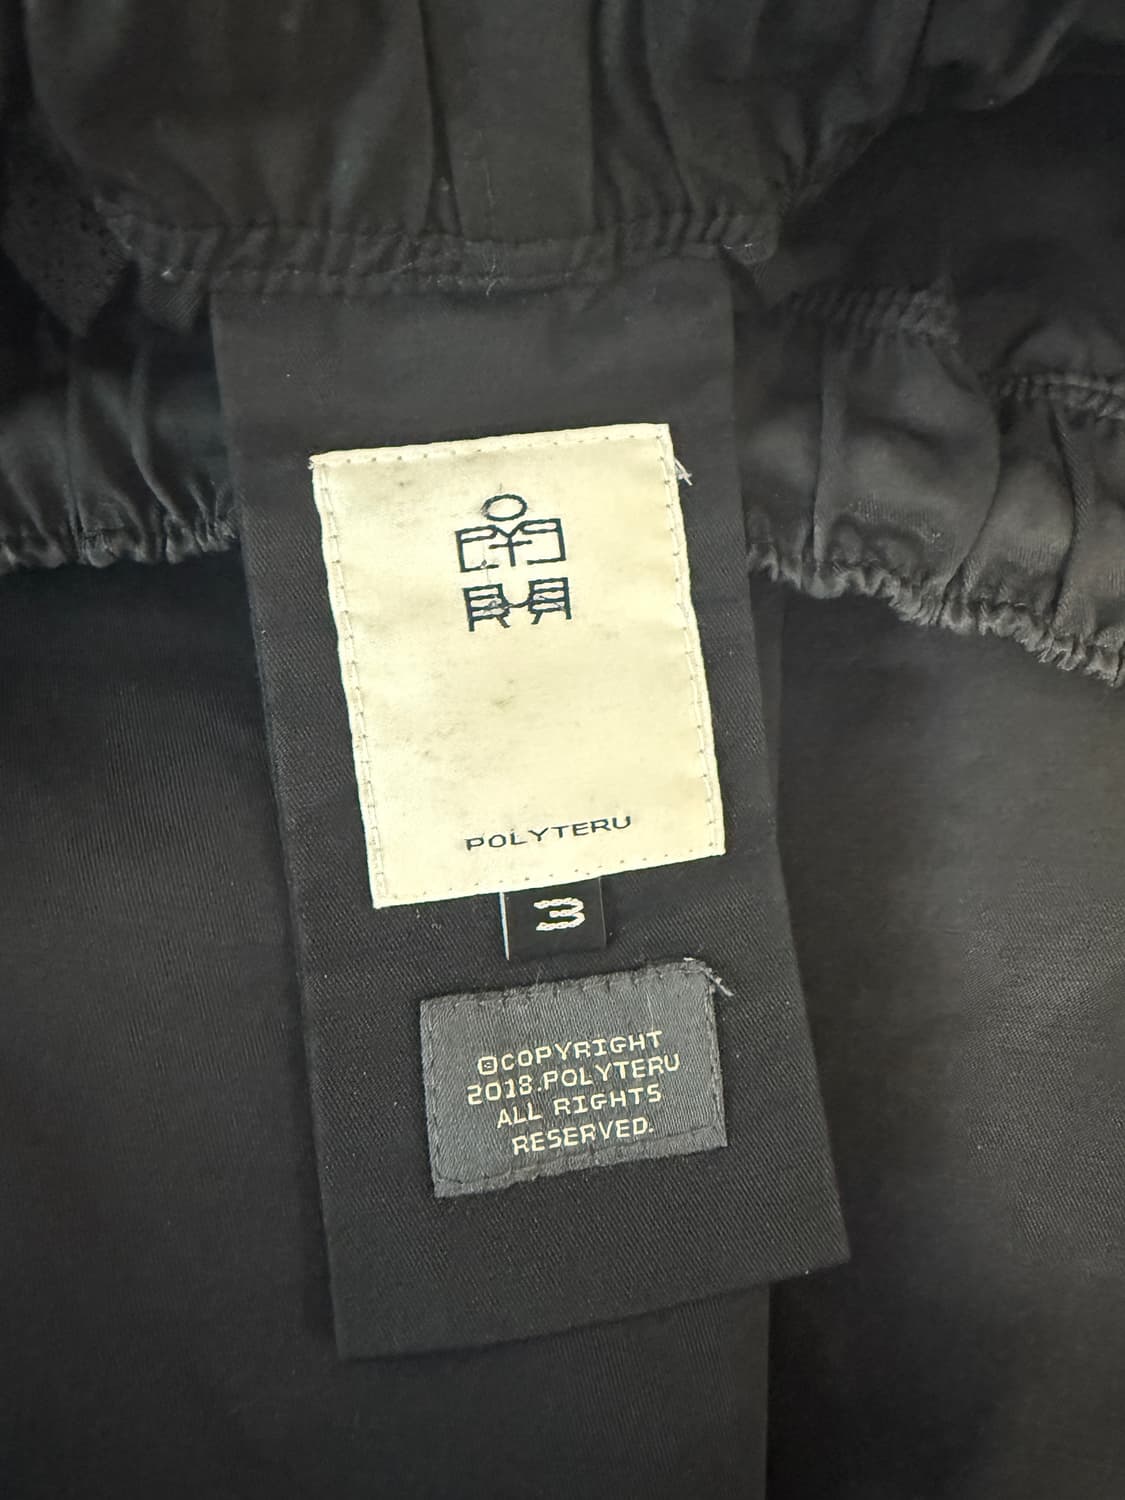 POLYTERU
3
©COPYRIGHT
2018.POLYTERU
ALL RIGHTS
RESERVED.